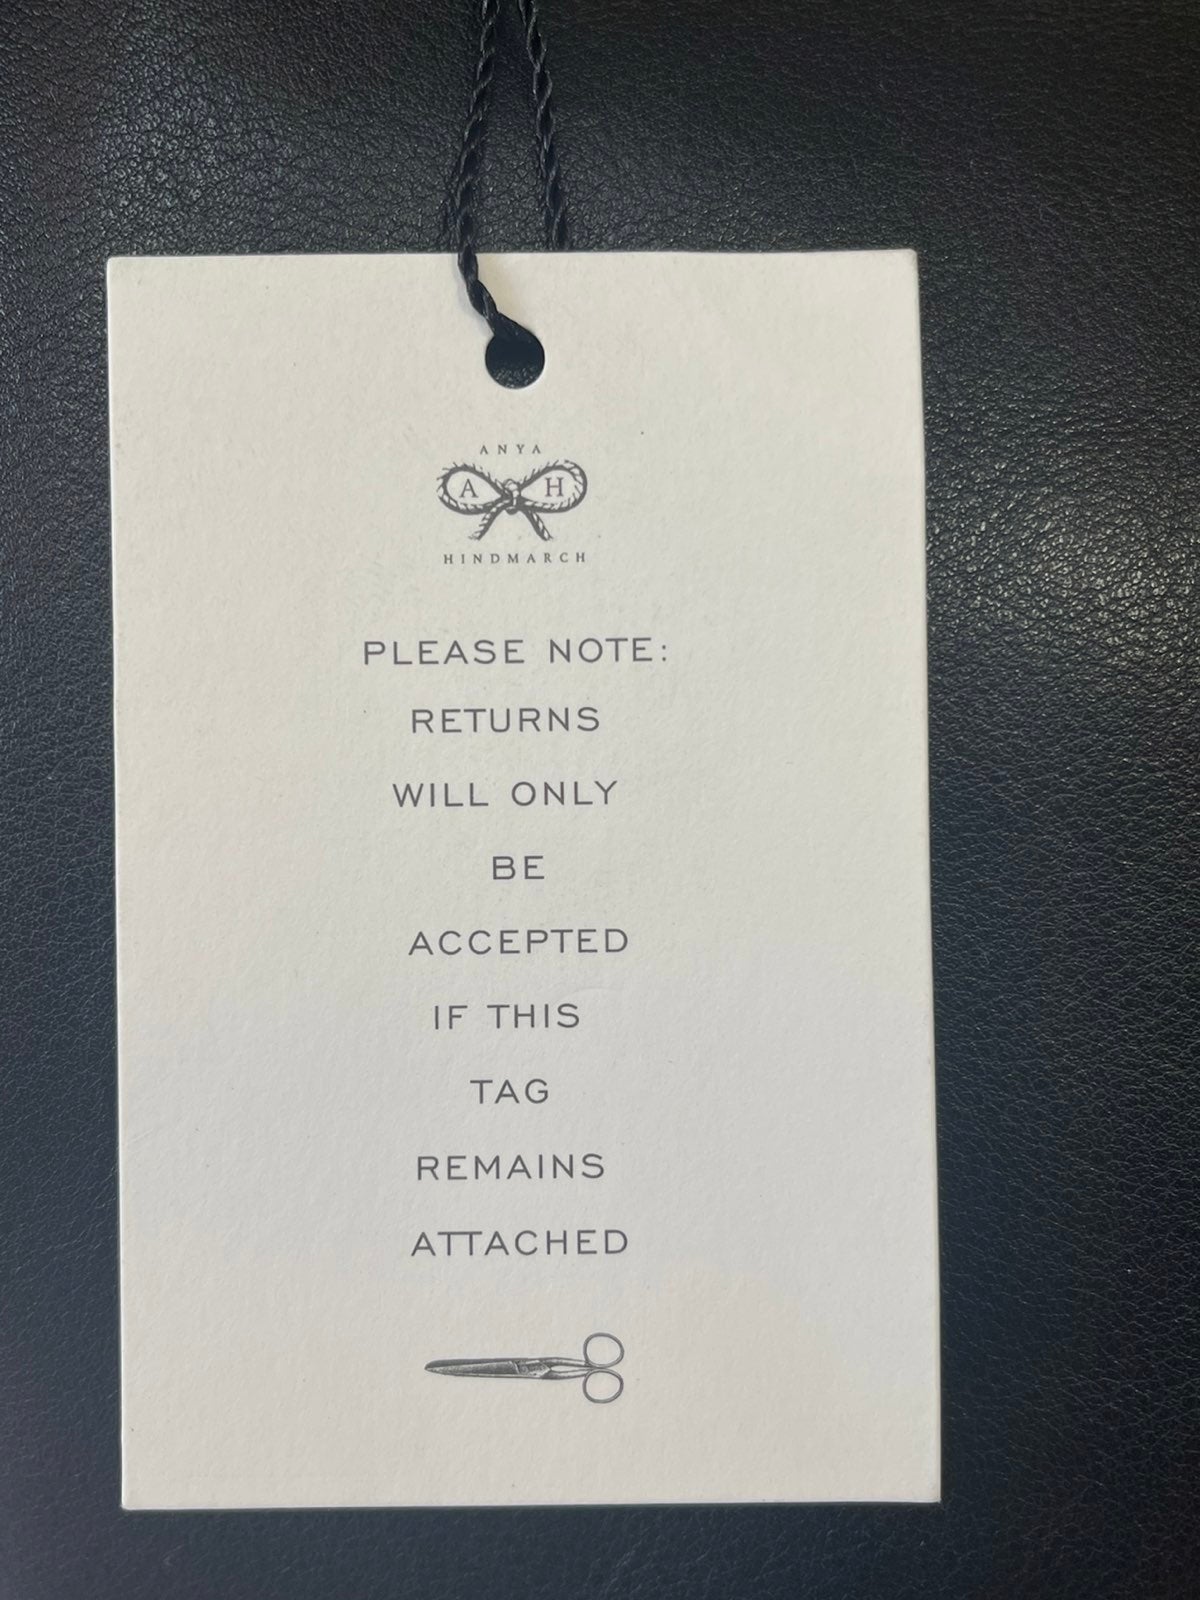 ANYA
A H
HINDMARCH
PLEASE NOTE:
RETURNS
WILL ONLY
BE
ACCEPTED
IF THIS
TAG
REMAINS
ATTACHED